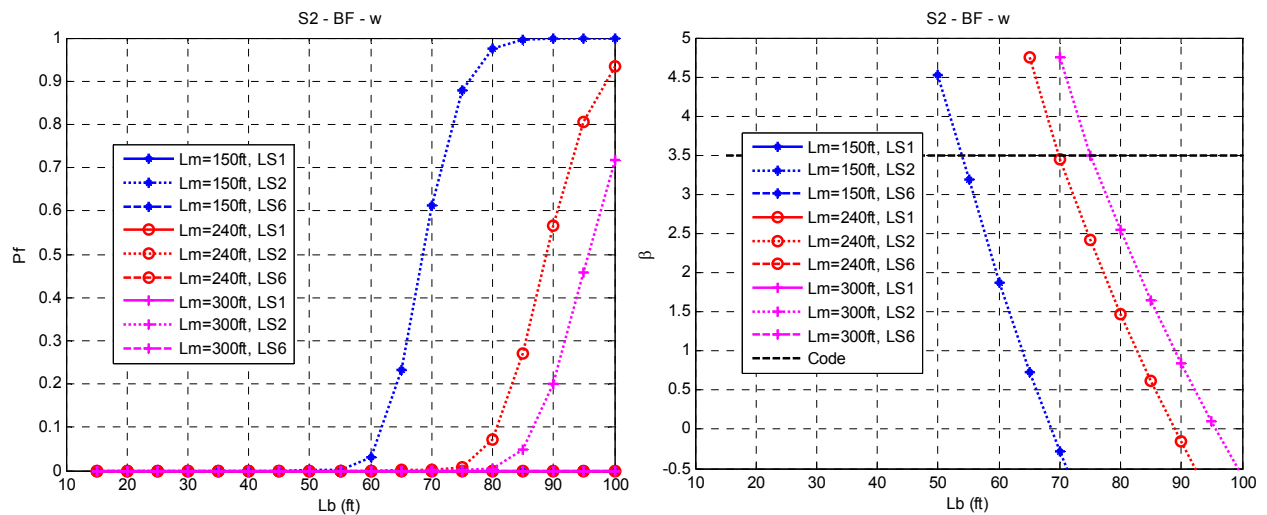 S2 - BF - w
1
0.9
0.8
0.7
0.6
0.5
0.4
0.3
0.2
0.1
0
Pf
Lm=150ft, LS1
Lm=150ft, LS2
Lm=150ft, LS6
Lm=240ft, LS1
Lm=240ft, LS2
Lm=240ft, LS6
Lm=300ft, LS1
Lm=300ft, LS2
Lm=300ft, LS6
10 20 30 40 50 60 70 80 90 100
Lb (ft)
S2 - BF - w
5
4.5
4
3.5
3
2.5
2
1.5
1
0.5
0
-0.5
β
Lm=150ft, LS1
Lm=150ft, LS2
Lm=150ft, LS6
Lm=240ft, LS1
Lm=240ft, LS2
Lm=240ft, LS6
Lm=300ft, LS1
Lm=300ft, LS2
Lm=300ft, LS6
Code
10 20 30 40 50 60 70 80 90 100
Lb (ft)